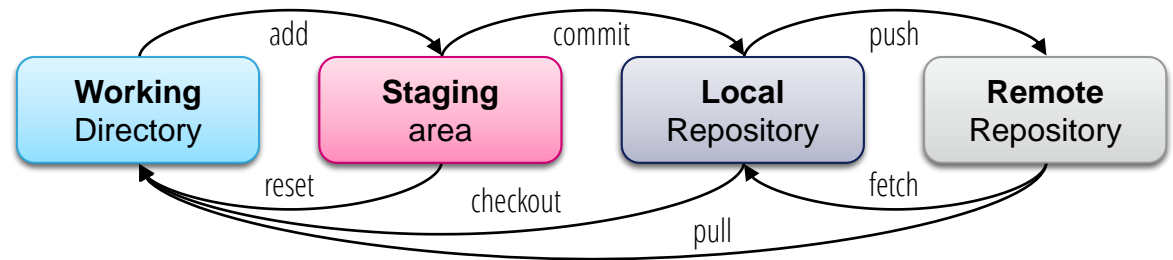 add
commit
push
Working
Directory
Staging
area
Local
Repository
Remote
Repository
reset
checkout
fetch
pull